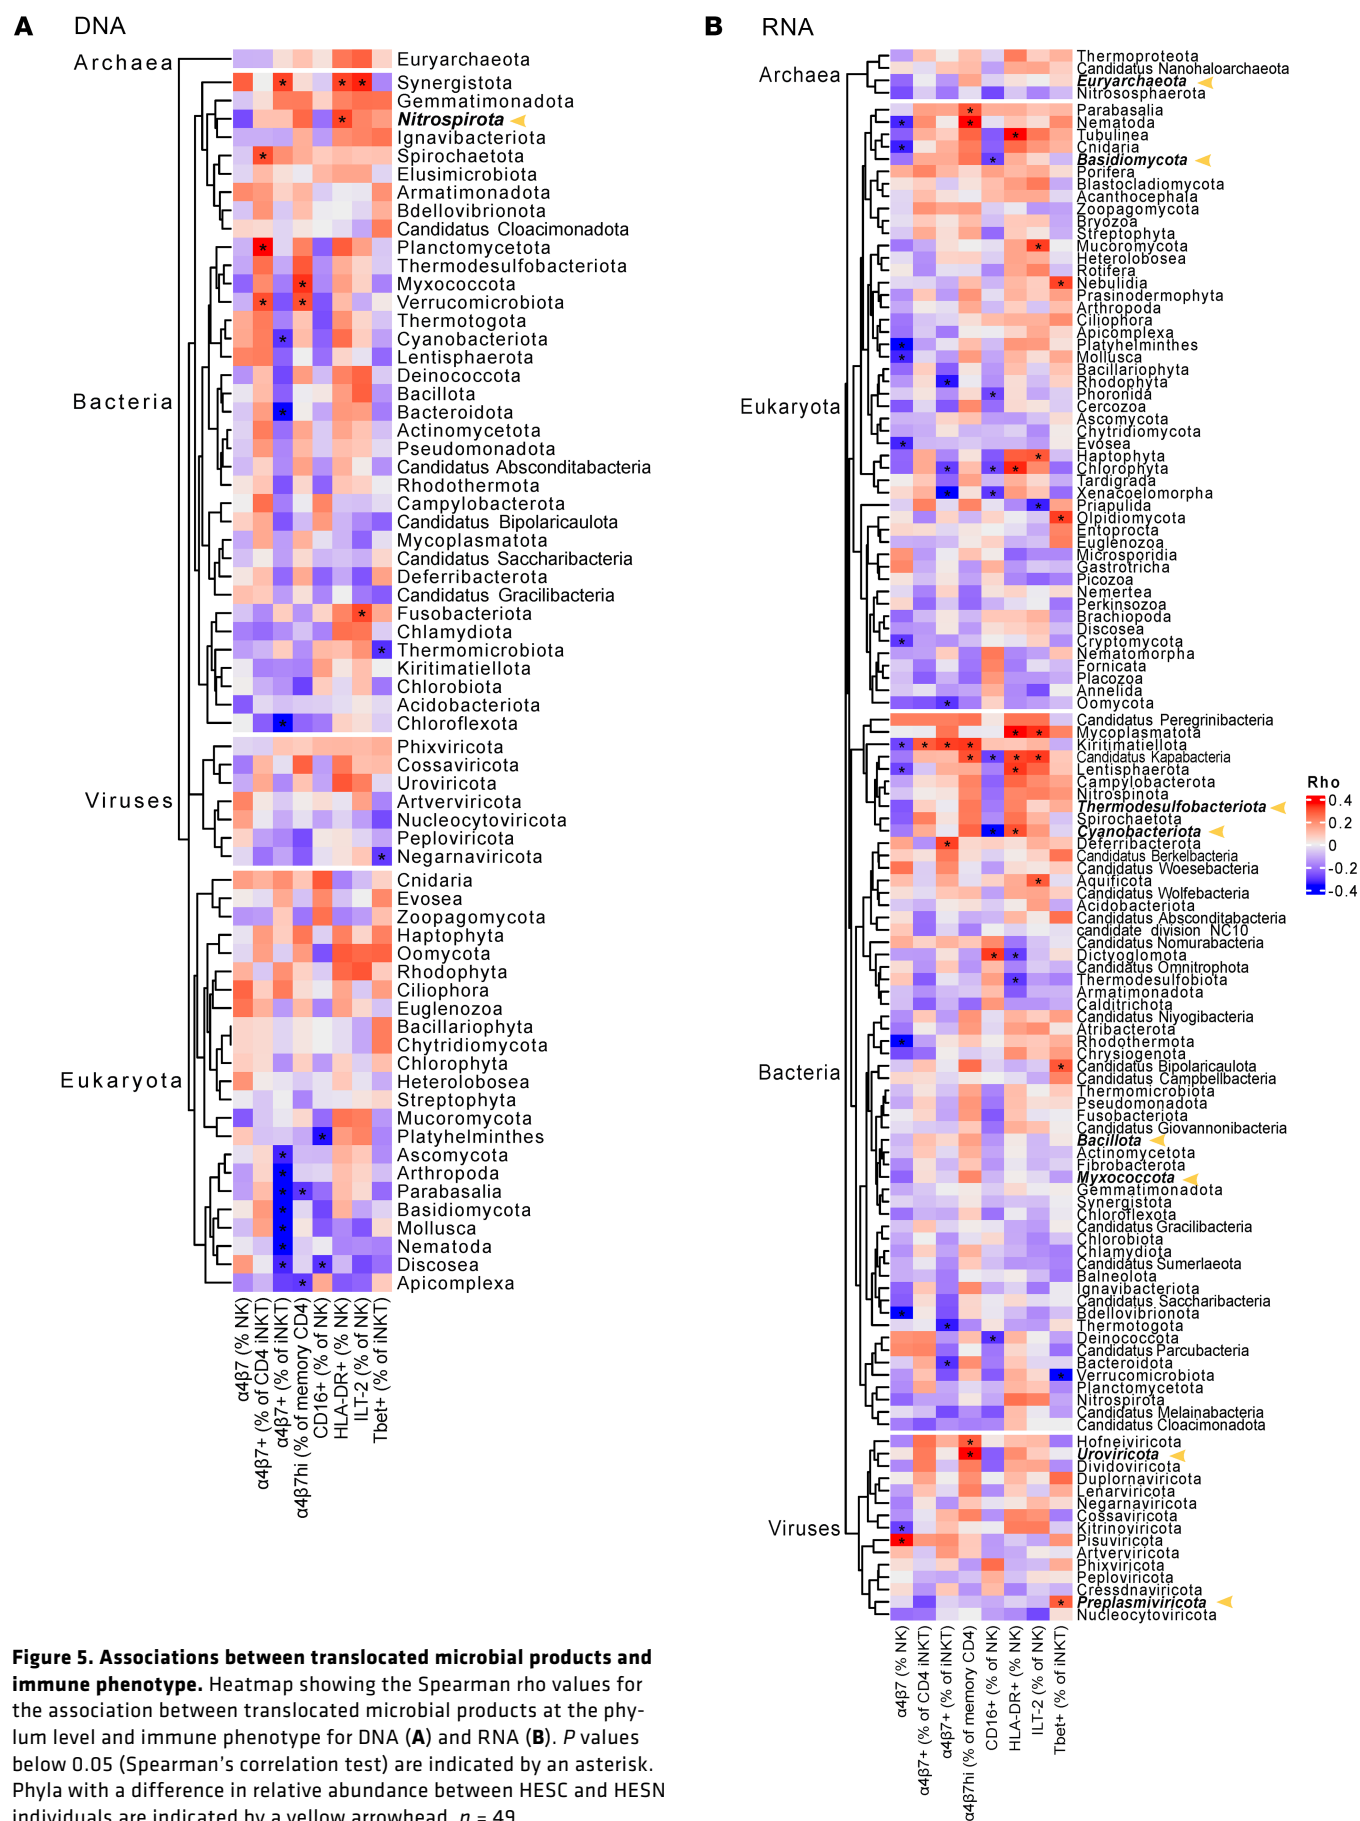 A DNA
Archaea
Euryarchaeota
Synergistota
Gemmatimonadota
Nitrospirota
Ignavibacteriota
Spirochaetota
Elusimicrobiota
Armatimonadota
Bdellovibrionota
Candidatus Cloacimonadota
Planctomycetota
Thermodesulfobacteriota
Myxococcota
Verrucomicrobiota
Thermotogota
Cyanobacteriota
Lentisphaerota
Deinococcota
Bacteria
Bacillota
Bacteroidota
Actinomycetota
Pseudomonadota
Candidatus Absconditabacteria
Rhodothermota
Campylobacterota
Candidatus Bipolaricaulota
Mycoplasmatota
Candidatus Saccharibacteria
Deferribacterota
Candidatus Gracilibacteria
Fusobacteriota
Chlamydiota
Thermomicrobiota
Kiritimatiellota
Chlorobiota
Acidobacteriota
Chloroflexota
Phixviricota
Cossaviricota
Uroviricota
Viruses
Artverviricota
Nucleocytoviricota
Peploviricota
Negarnaviricota
Cnidaria
Evosea
Zoopagomycota
Haptophyta
Oomycota
Rhodophyta
Ciliophora
Euglenozoa
Bacillariophyta
Chytridiomycota
Chlorophyta
Eukaryota
Heterolobosea
Streptophyta
Mucoromycota
Platyhelminthes
Ascomycota
Arthropoda
Parabasalia
Basidiomycota
Mollusca
Nematoda
Discosea
Apicomplexa
α4β7 (% NK)
α4β7+ (% of CD4 iNKT)
α4β7+ (% of iNKT)
α4β7hi (% of memory CD4)
CD16+ (% of NK)
HLA-DR+ (% NK)
ILT-2 (% of NK)
Tbet+ (% of iNKT)
B RNA
Archaea
Thermoproteota
Candidatus Nanohaloarchaeota
Euryarchaeota
Nitrososphaerota
Parabasalia
Nematoda
Tubulinea
Cnidaria
Basidiomycota
Porifera
Blastocladiomycota
Acanthocephala
Zoopagomycota
Bryozoa
Streptophyta
Mucoromycota
Heterolobosea
Rotifera
Nebulidia
Prasinodermophyta
Arthropoda
Ciliophora
Apicomplexa
Platyhelminthes
Mollusca
Bacillariophyta
Rhodophyta
Phoronida
Eukaryota
Cercozoa
Ascomycota
Chytridiomycota
Evosea
Haptophyta
Chlorophyta
Tardigrada
Xenacoelomorpha
Priapulida
Olpidiomycota
Entoprocta
Euglenozoa
Microsporidia
Gastrotricha
Picozoa
Nemertea
Perkinsozoa
Brachiopoda
Discosea
Cryptomycota
Nematomorpha
Fornicata
Placozoa
Annelida
Oomycota
Candidatus Peregrinibacteria
Mycoplasmatota
Kiritimatiellota
Candidatus Kapabacteria
Lentisphaerota
Campylobacterota
Nitrospinota
Thermodesulfobacteriota
Spirochaetota
Cyanobacteriota
Deferribacterota
Candidatus Berkelbacteria
Candidatus Woesebacteria
Aquificota
Candidatus Wolfebacteria
Acidobacteriota
Candidatus Absconditabacteria
candidate division NC10
Candidatus Nomurabacteria
Dictyoglomota
Candidatus Omnitrophota
Thermodesulfobiota
Armatimonadota
Calditrichota
Candidatus Niyogibacteria
Atribacterota
Rhodothermota
Chrysiogenota
Bacteria
Candidatus Bipolaricaulota
Candidatus Campbellbacteria
Thermomicrobiota
Pseudomonadota
Fusobacteriota
Candidatus Giovannonibacteria
Bacillota
Actinomycetota
Fibrobacterota
Myxococcota
Gemmatimonadota
Synergistota
Chloroflexota
Candidatus Gracilibacteria
Chlorobiota
Chlamydiota
Candidatus Sumerlaeota
Balneolota
Ignavibacteriota
Candidatus Saccharibacteria
Bdellovibrionota
Thermotogota
Deinococcota
Candidatus Parcubacteria
Bacteroidota
Verrucomicrobiota
Planctomycetota
Nitrospirota
Candidatus Melainabacteria
Candidatus Cloacimonadota
Hofneiviricota
Uroviricota
Dividoviricota
Duplornaviricota
Lenarviricota
Negarnaviricota
Cossaviricota
Viruses
Kitrinoviricota
Pisuviricota
Artverviricota
Phixviricota
Peploviricota
Cressdnaviricota
Preplasmiviricota
Nucleocytoviricota
α4β7 (% NK)
α4β7+ (% of CD4 iNKT)
α4β7+ (% of iNKT)
α4β7hi (% of memory CD4)
CD16+ (% of NK)
HLA-DR+ (% NK)
ILT-2 (% of NK)
Tbet+ (% of iNKT)
Rho
0.4
0.2
0
-0.2
-0.4
Figure 5. Associations between translocated microbial products and
immune phenotype. Heatmap showing the Spearman rho values for
the association between translocated microbial products at the phy-
lum level and immune phenotype for DNA (A) and RNA (B). P values
below 0.05 (Spearman's correlation test) are indicated by an asterisk.
Phyla with a difference in relative abundance between HESC and HESN
individuals are indicated by a yellow arrowhead. n = 49.